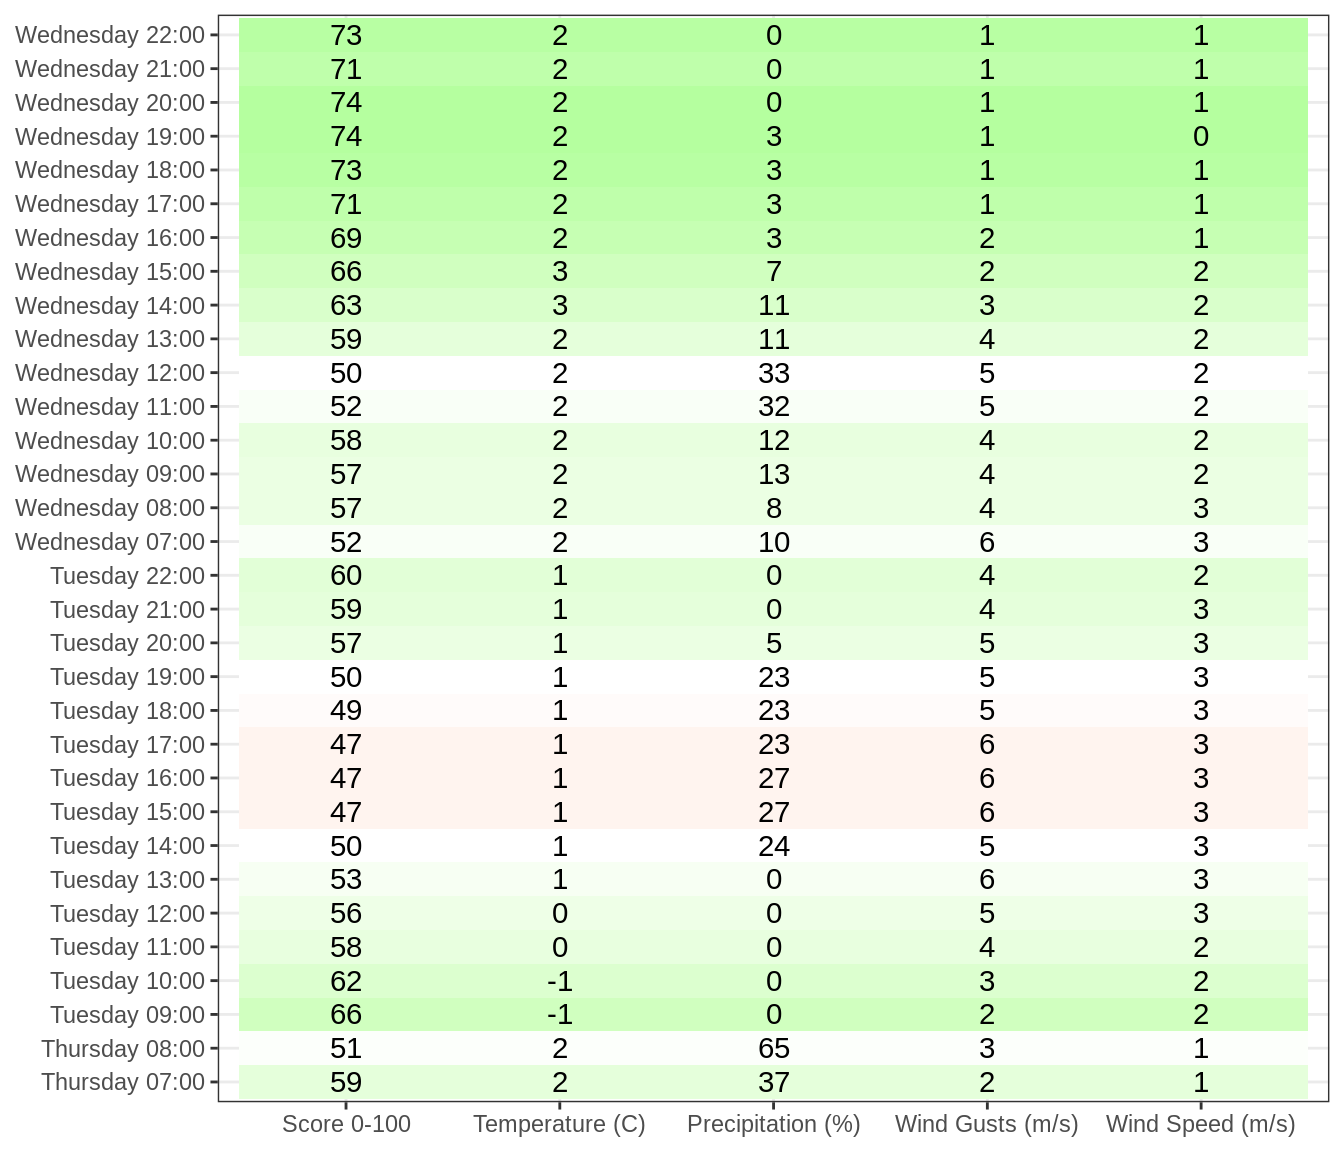 Wednesday 22:00 73 2 0 1 1
Wednesday 21:00 71 2 0 1 1
Wednesday 20:00 74 2 0 1 1
Wednesday 19:00 74 2 3 1 0
Wednesday 18:00 73 2 3 1 1
Wednesday 17:00 71 2 3 1 1
Wednesday 16:00 69 2 3 2 1
Wednesday 15:00 66 3 7 2 2
Wednesday 14:00 63 3 11 3 2
Wednesday 13:00 59 2 11 4 2
Wednesday 12:00 50 2 33 5 2
Wednesday 11:00 52 2 32 5 2
Wednesday 10:00 58 2 12 4 2
Wednesday 09:00 57 2 13 4 2
Wednesday 08:00 57 2 8 4 3
Wednesday 07:00 52 2 10 6 3
Tuesday 22:00 60 1 0 4 2
Tuesday 21:00 59 1 0 4 3
Tuesday 20:00 57 1 5 5 3
Tuesday 19:00 50 1 23 5 3
Tuesday 18:00 49 1 23 5 3
Tuesday 17:00 47 1 23 6 3
Tuesday 16:00 47 1 27 6 3
Tuesday 15:00 47 1 27 6 3
Tuesday 14:00 50 1 24 5 3
Tuesday 13:00 53 1 0 6 3
Tuesday 12:00 56 0 0 5 3
Tuesday 11:00 58 0 0 4 2
Tuesday 10:00 62 -1 0 3 2
Tuesday 09:00 66 -1 0 2 2
Thursday 08:00 51 2 65 3 1
Thursday 07:00 59 2 37 2 1
Score 0-100 Temperature (C) Precipitation (%) Wind Gusts (m/s) Wind Speed (m/s)